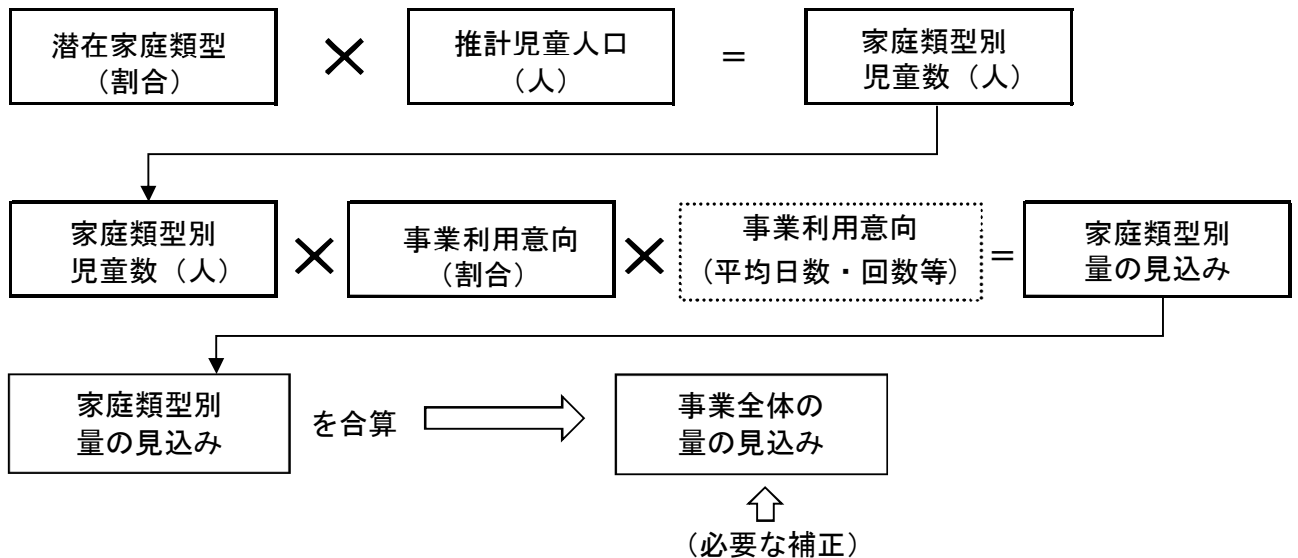 潜在家庭類型
（割合）
×
推計児童人口
（人）
＝
家庭類型別
児童数（人）
家庭類型別
児童数（人）
×
事業利用意向
（割合）
×
事業利用意向
（平均日数・回数等）
＝
家庭類型別
量の見込み
家庭類型別
量の見込み
を合算
事業全体の
量の見込み
（必要な補正）